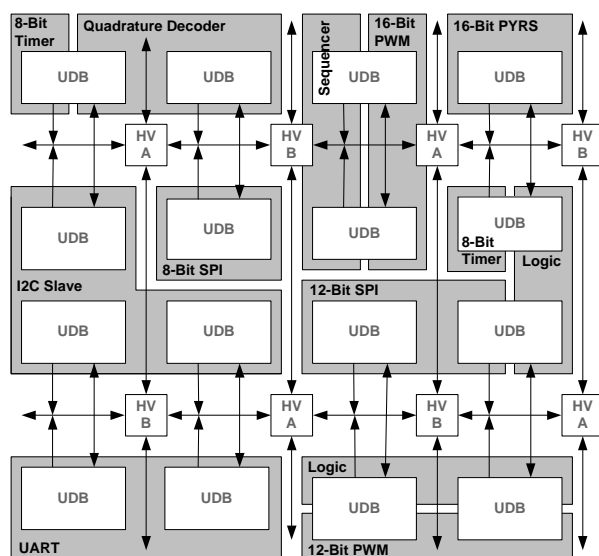 8-Bit
Timer
Quadrature Decoder
Sequencer
16-Bit
PWM
16-Bit PYRS
UDB
UDB
UDB
UDB
HV
A
HV
B
HV
A
HV
B
UDB
UDB
UDB
UDB
8-Bit SPI
8-Bit
Timer
Logic
I2C Slave
12-Bit SPI
UDB
UDB
UDB
UDB
HV
B
HV
A
HV
B
HV
A
Logic
UDB
UDB
UDB
UDB
UART
12-Bit PWM